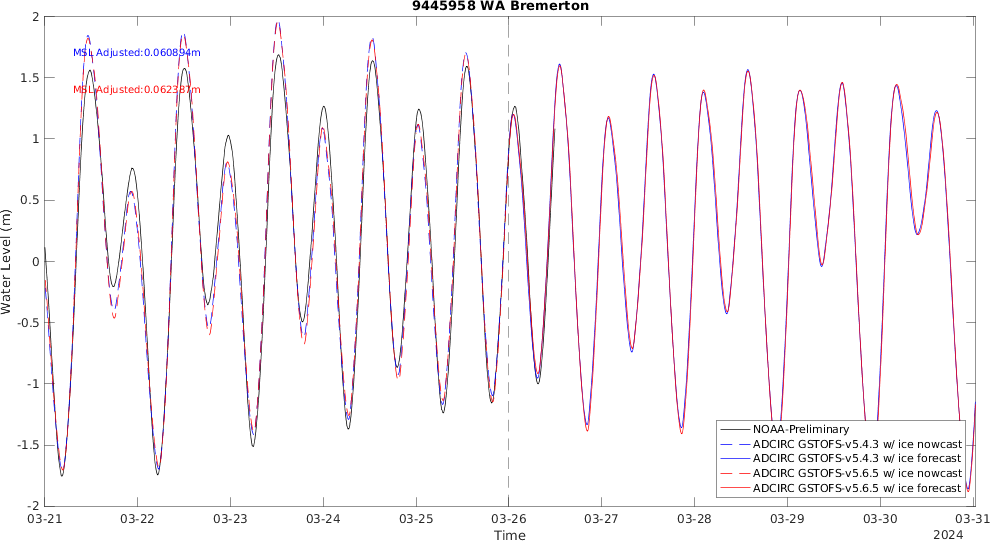 9445958 WA Bremerton
MSL Adjusted:0.060894m
MSL Adjusted:0.062387m
Water Level (m)
2
1.5
1
0.5
0
-0.5
-1
-1.5
-2
NOAA-Preliminary
ADCIRC GSTOFS-v5.4.3 w/ ice nowcast
ADCIRC GSTOFS-v5.4.3 w/ ice forecast
ADCIRC GSTOFS-v5.6.5 w/ ice nowcast
ADCIRC GSTOFS-v5.6.5 w/ ice forecast
03-21 03-22 03-23 03-24 03-25 03-26 03-27 03-28 03-29 03-30 03-31
Time
2024